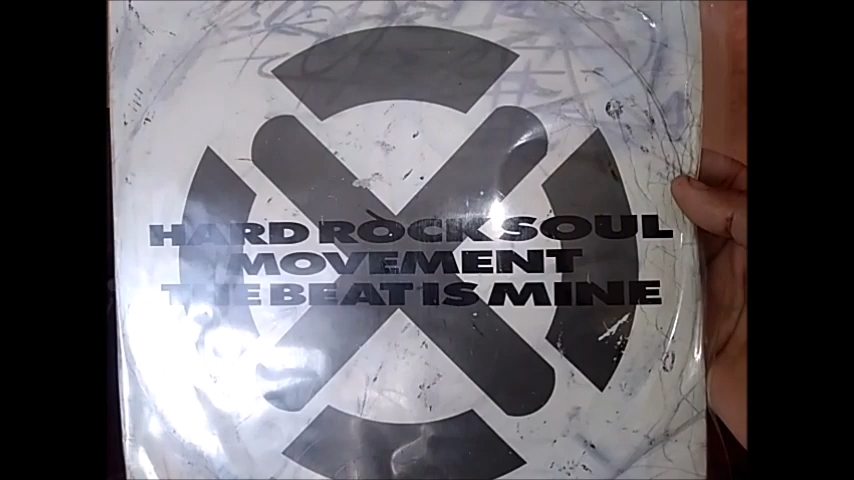 HARD ROCK SOUL
MOVEMENT
THE BEAT IS MINE